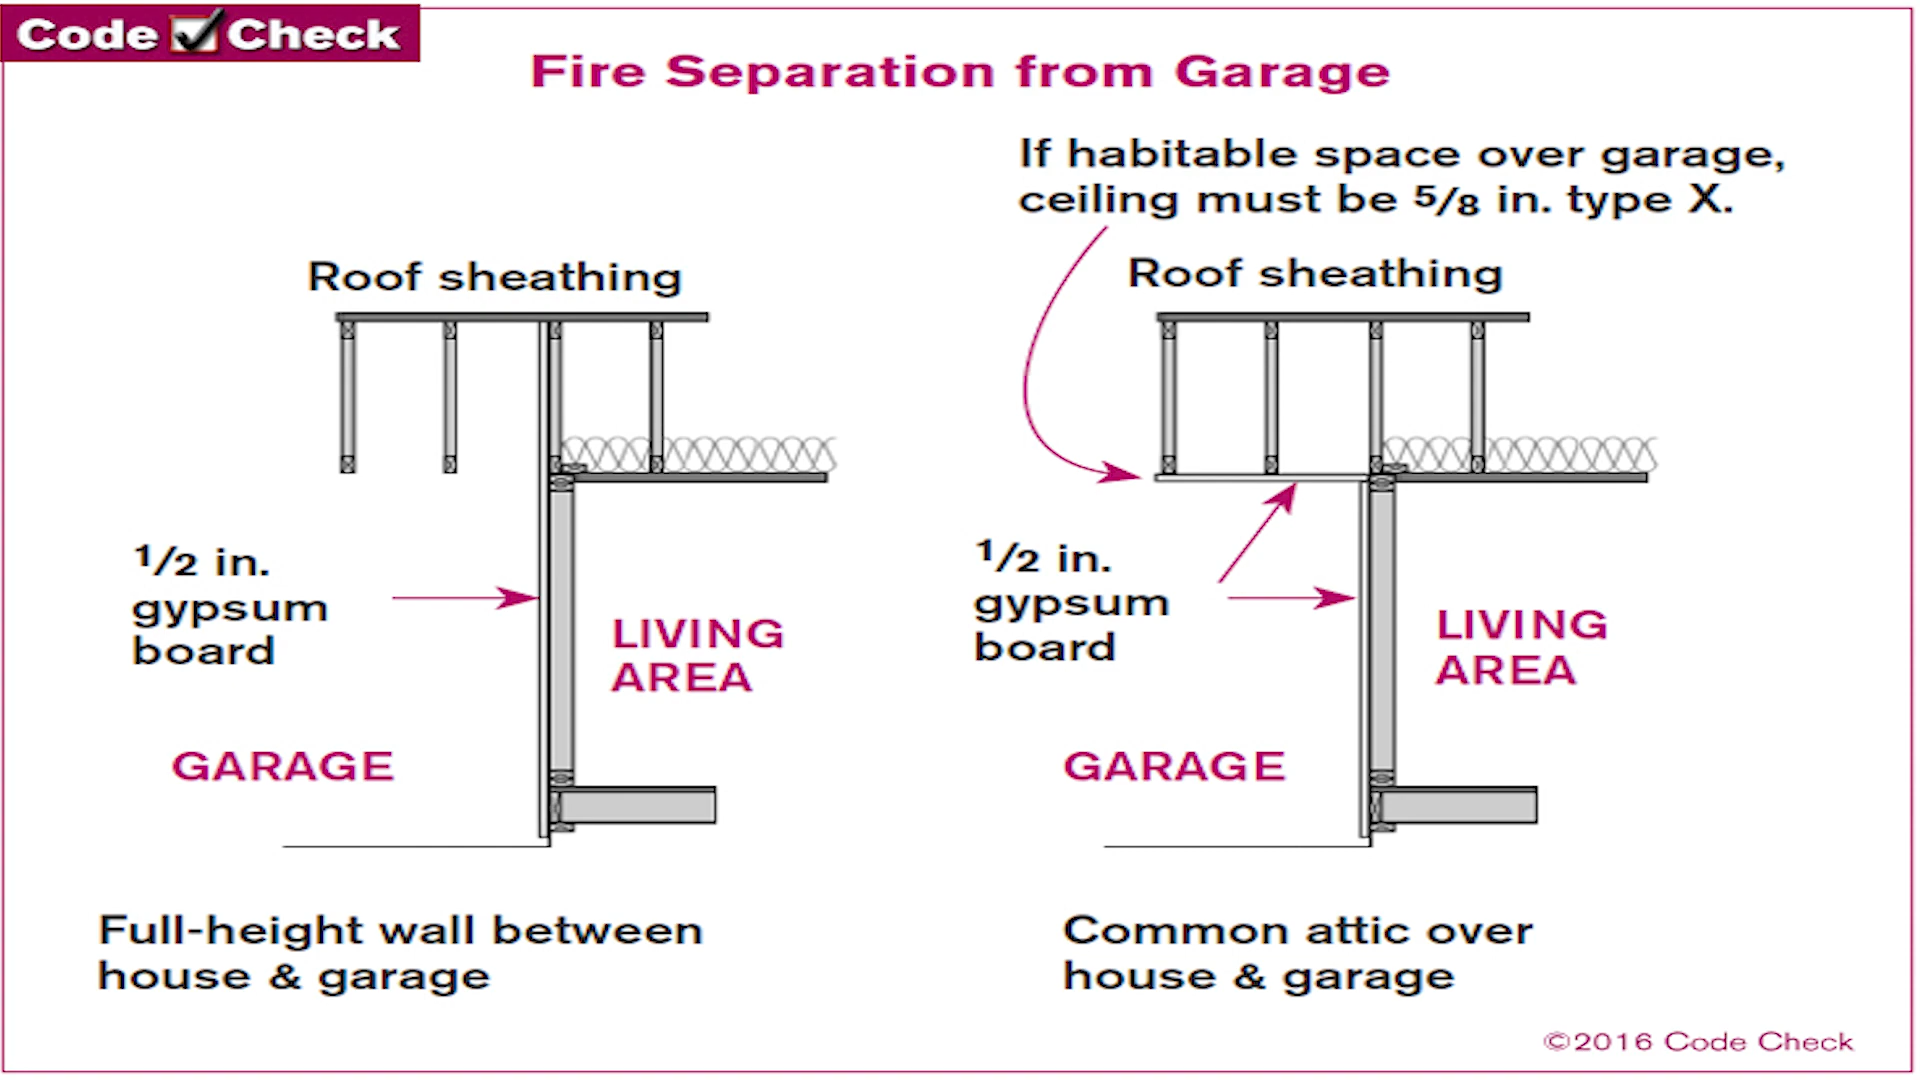 Code Check
Fire Separation from Garage
If habitable space over garage,
ceiling must be 5/8 in. type X.
Roof sheathing
Roof sheathing
1/2 in.
gypsum
board
LIVING
AREA
GARAGE
1/2 in.
gypsum
board
LIVING
AREA
GARAGE
Full-height wall between
house & garage
Common attic over
house & garage
©2016 Code Check